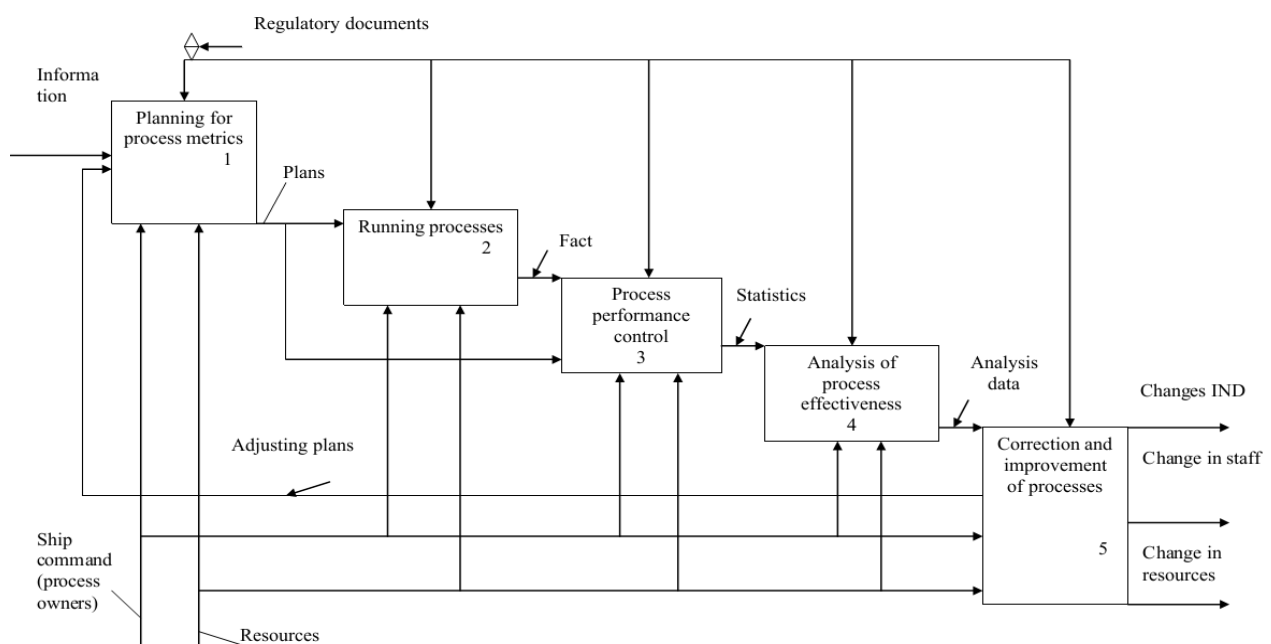 Regulatory documents
Informa
tion
Planning for
process metrics
1
Plans
Running processes
2
Fact
Process
performance
control
3
Statistics
Analysis of
process
effectiveness
4
Analysis
data
Changes IND
Correction and
improvement
of processes
5
Change in staff
Adjusting plans
Ship
command
(process
owners)
Change in
resources
Resources